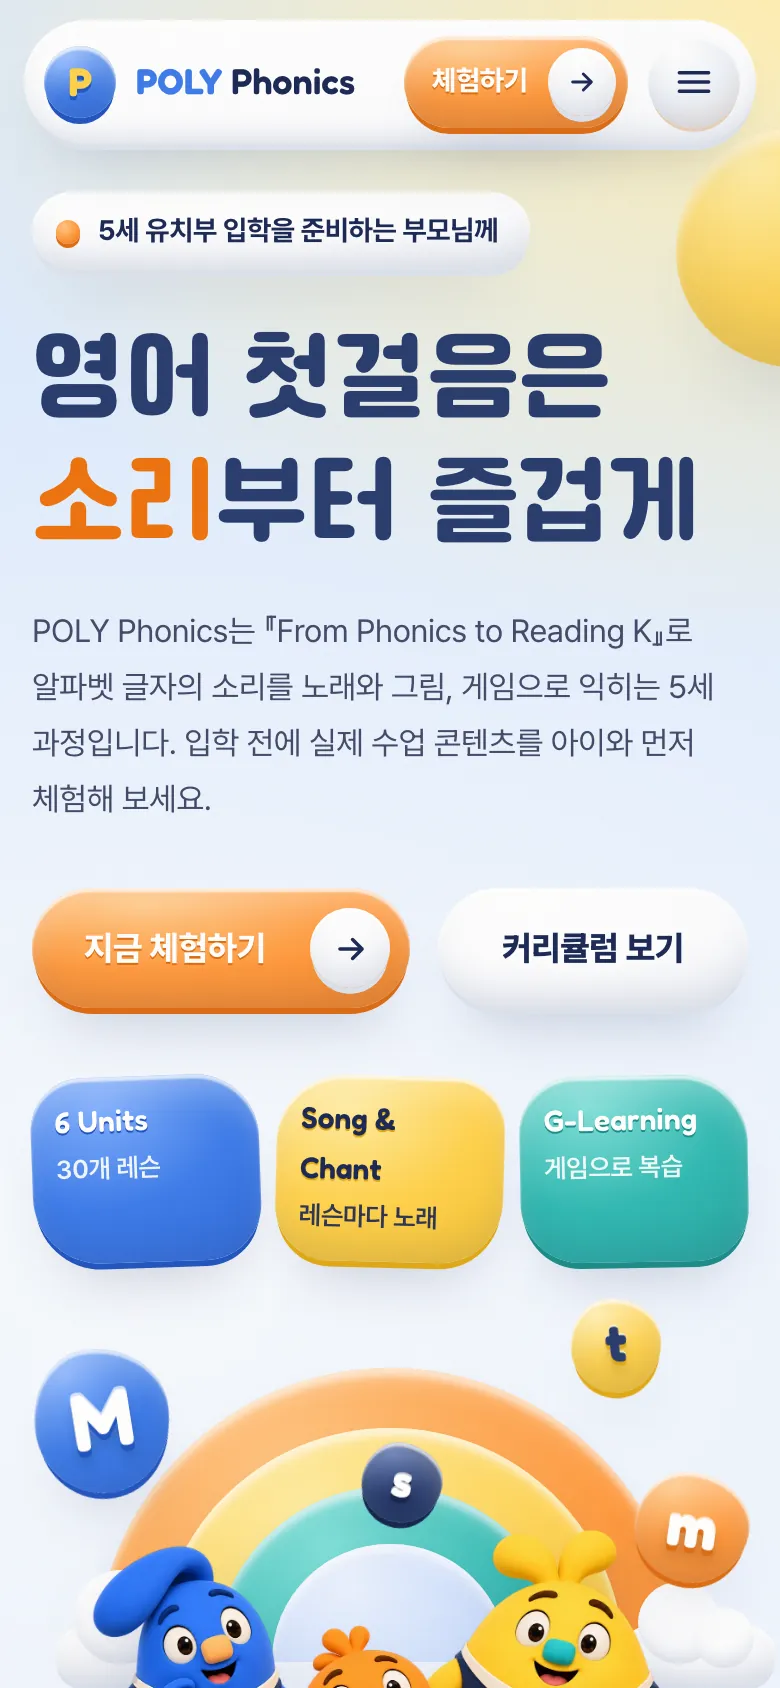 P POLY Phonics 체험하기
5세 유치부 입학을 준비하는 부모님께
영어 첫걸음은
소리부터 즐겁게
POLY Phonics는 『From Phonics to Reading K』로
알파벳 글자의 소리를 노래와 그림, 게임으로 익히는 5세
과정입니다. 입학 전에 실제 수업 콘텐츠를 아이와 먼저
체험해 보세요.
지금 체험하기
커리큘럼 보기
6 Units
30개 레슨
Song &
Chant
레슨마다 노래
G-Learning
게임으로 복습
t
M
s
m